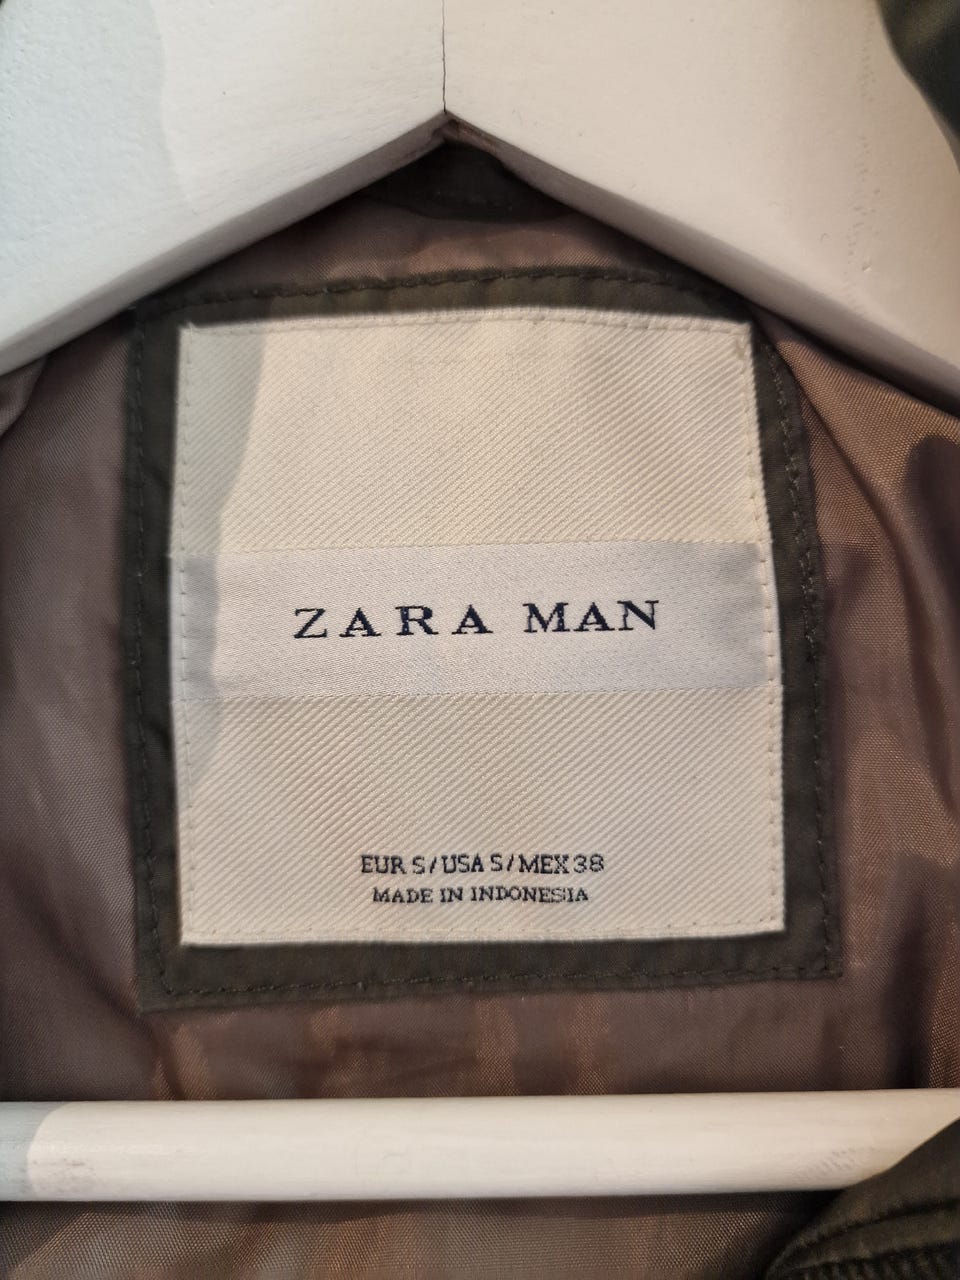 ZARA MAN
EUR S/USA S/MEX 38
MADE IN INDONESIA